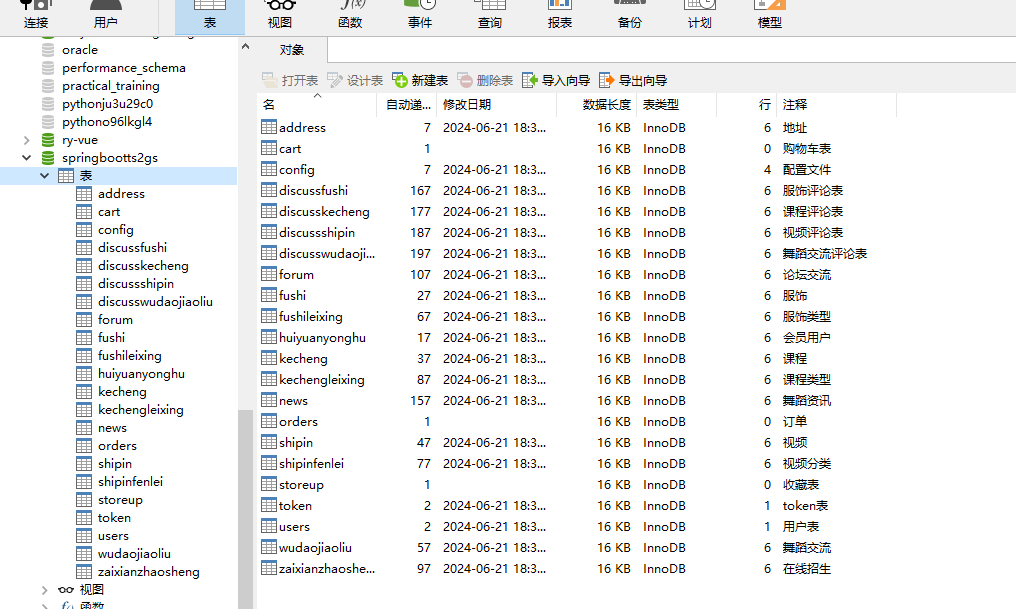 连接 用户 表 视图 函数 事件 查询 报表 备份 计划 模型
oracle
performance_schema
practical_training
pythonju3u29c0
pythono96lkgl4
ry-vue
springbootts2gs
表
address
cart
config
discussfushi
discusskecheng
discussshipin
discusswudaojiaoliu
forum
fushi
fushileixing
huiyuanyonghu
kecheng
kechengleixing
news
orders
shipin
shipinfenlei
storeup
token
users
wudaojiaoliu
zaixianzhaosheng
视图
函数
对象
打开表 设计表 新建表 删除表 导入向导 导出向导
名 自动递... 修改日期 数据长度 表类型 行 注释
address 7 2024-06-21 18:3... 16 KB InnoDB 6 地址
cart 1 16 KB InnoDB 0 购物车表
config 7 2024-06-21 18:3... 16 KB InnoDB 4 配置文件
discussfushi 167 2024-06-21 18:3... 16 KB InnoDB 6 服饰评论表
discusskecheng 177 2024-06-21 18:3... 16 KB InnoDB 6 课程评论表
discussshipin 187 2024-06-21 18:3... 16 KB InnoDB 6 视频评论表
discusswudaoji... 197 2024-06-21 18:3... 16 KB InnoDB 6 舞蹈交流评论表
forum 107 2024-06-21 18:3... 16 KB InnoDB 6 论坛交流
fushi 27 2024-06-21 18:3... 16 KB InnoDB 6 服饰
fushileixing 67 2024-06-21 18:3... 16 KB InnoDB 6 服饰类型
huiyuanyonghu 17 2024-06-21 18:3... 16 KB InnoDB 6 会员用户
kecheng 37 2024-06-21 18:3... 16 KB InnoDB 6 课程
kechengleixing 87 2024-06-21 18:3... 16 KB InnoDB 6 课程类型
news 157 2024-06-21 18:3... 16 KB InnoDB 6 舞蹈资讯
orders 1 16 KB InnoDB 0 订单
shipin 47 2024-06-21 18:3... 16 KB InnoDB 6 视频
shipinfenlei 77 2024-06-21 18:3... 16 KB InnoDB 6 视频分类
storeup 1 16 KB InnoDB 0 收藏表
token 2 2024-06-21 18:3... 16 KB InnoDB 1 token表
users 2 2024-06-21 18:3... 16 KB InnoDB 1 用户表
wudaojiaoliu 57 2024-06-21 18:3... 16 KB InnoDB 6 舞蹈交流
zaixianzhaoshe... 97 2024-06-21 18:3... 16 KB InnoDB 6 在线招生